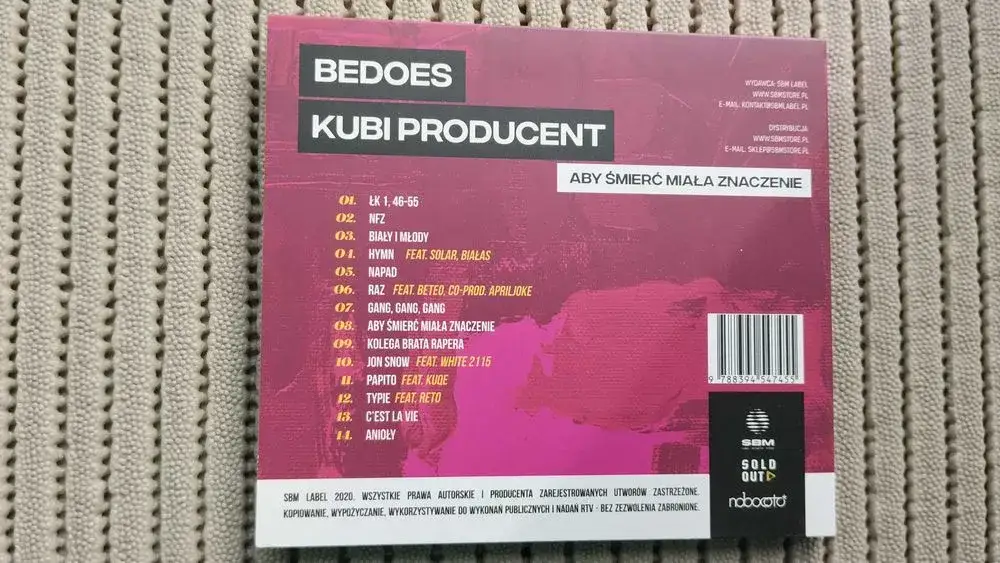 BEDOES
KUBI PRODUCENT
ABY ŚMIERĆ MIAŁA ZNACZENIE
WYDAWCA: SBM LABEL
WWW.SBMSTORE.PL
E-MAIL: KONTAKT@SBMLABEL.PL
DYSTRYBUCJA:
WWW.SBMSTORE.PL
E-MAIL: SKLEP@SBMSTORE.PL
01. ŁK 1, 46-55
02. NFZ
03. BIAŁY I MŁODY
04. HYMN FEAT. SOLAR, BIAŁAS
05. NAPAD
06. RAZ FEAT. BETEO, CO-PROD. APRILJOKE
07. GANG, GANG, GANG
08. ABY ŚMIERĆ MIAŁA ZNACZENIE
09. KOLEGA BRATA RAPERA
10. JON SNOW FEAT. WHITE 2115
11. PAPITO FEAT. KUQE
12. TYPIE FEAT. RETO
13. C'EST LA VIE
14. ANIOŁY
9 788394 547455
SBM
SOLD
OUT
nobocoto
SBM LABEL 2020. WSZYSTKIE PRAWA AUTORSKIE I PRODUCENTA ZAREJESTROWANYCH UTWORÓW ZASTRZEŻONE.
KOPIOWANIE, WYPOŻYCZANIE, WYKORZYSTYWANIE DO WYKONAŃ PUBLICZNYCH I NADAŃ RTV - BEZ ZEZWOLENIA ZABRONIONE.